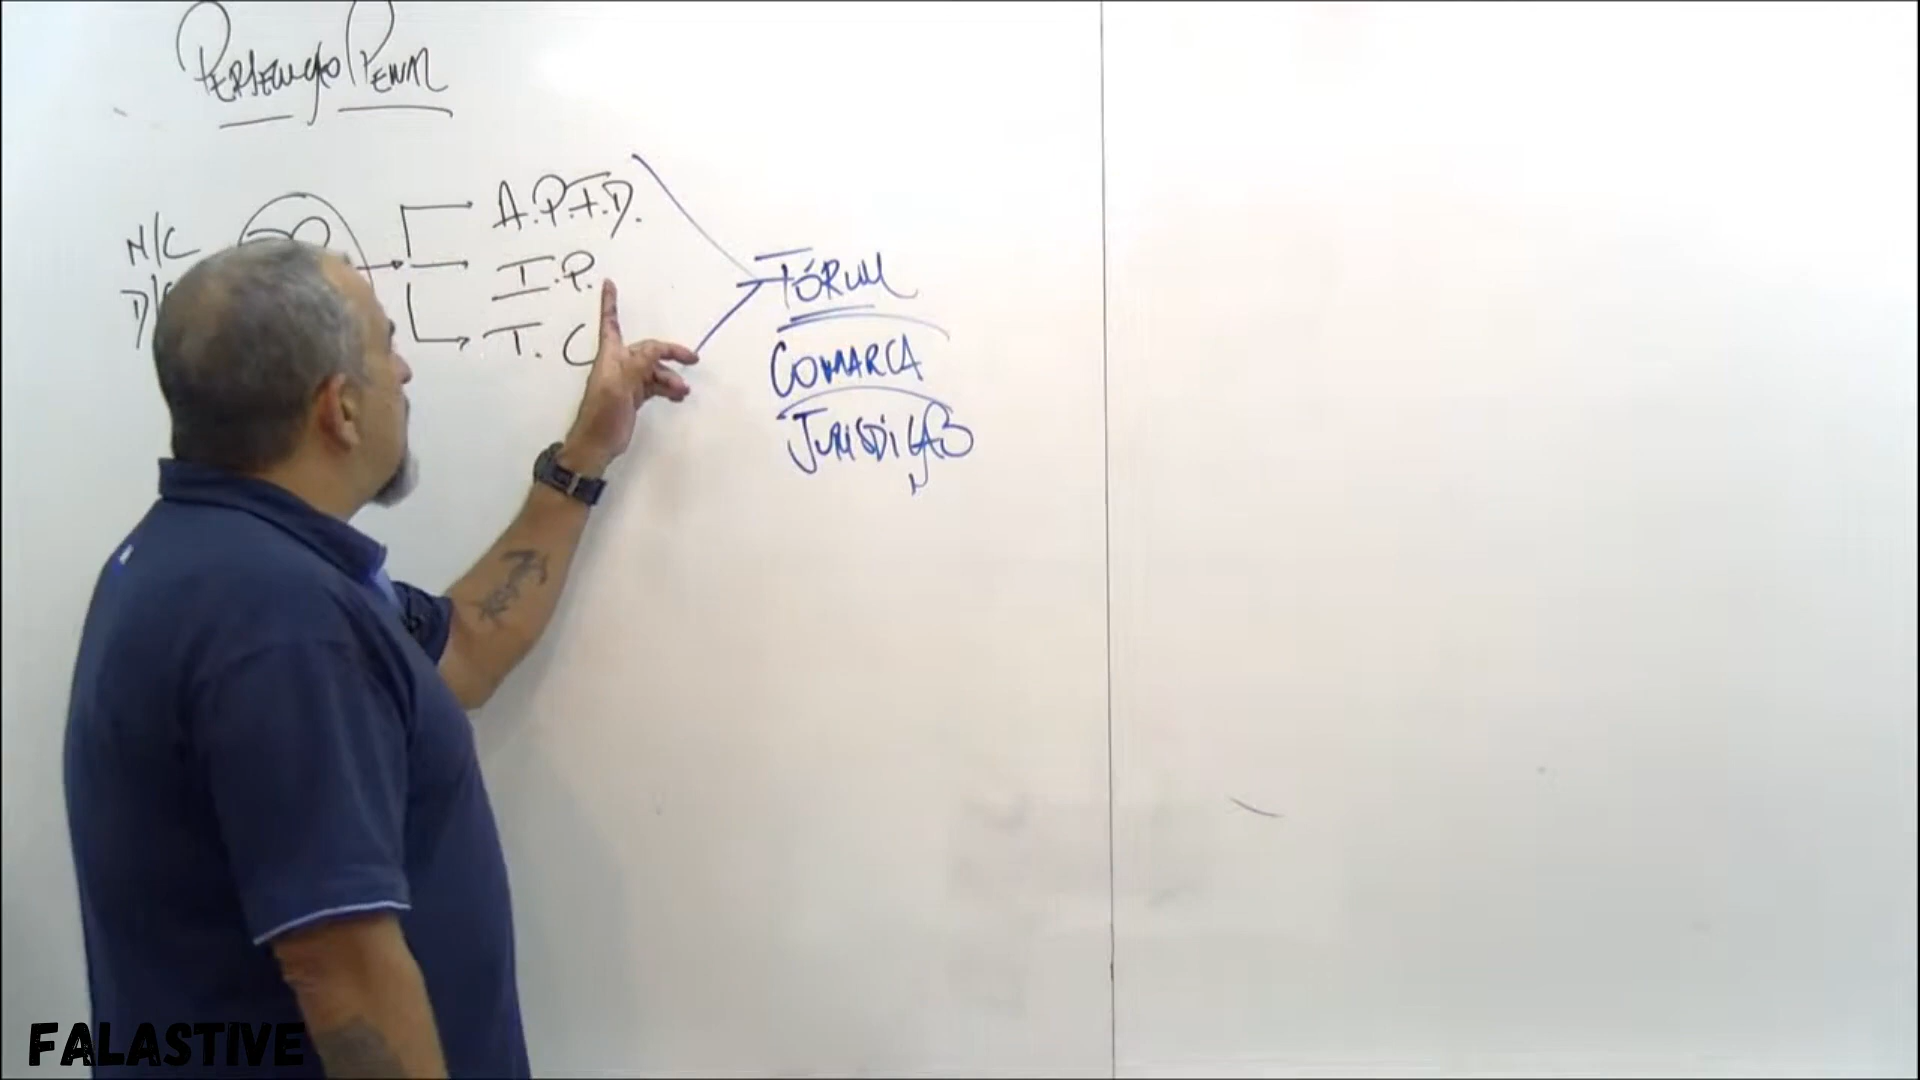 Persecução Penal
N/C
A.P.F.D.
I.P.
T. C
FÓRUM
COMARCA
JURISDIÇÃO
FALASTIVE